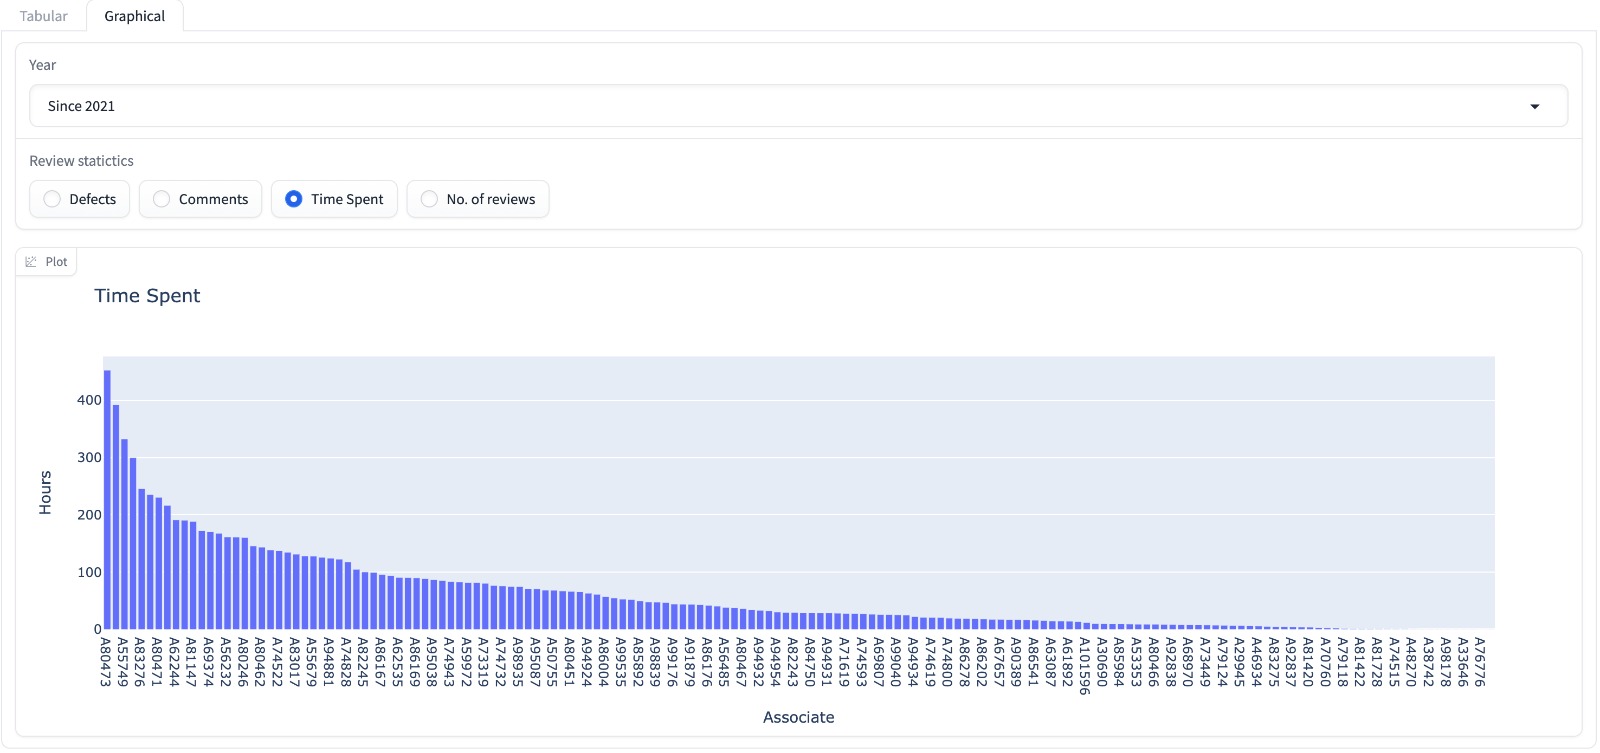 Tabular Graphical
Year
Since 2021
Review statictics
Defects Comments Time Spent No. of reviews
Plot
Time Spent
400
300
200
100
0
Hours
A80473 A55749 A83276 A80471 A62244 A81147 A69374 A56232 A80246 A80462 A74522 A83017 A55679 A94881 A74828 A82245 A86167 A62535 A86169 A95038 A74943 A59972 A73319 A74732 A98935 A95087 A50755 A80451 A94924 A86004 A99535 A85892 A98839 A99176 A91879 A86176 A56485 A80467 A94932 A94954 A82243 A84750 A94931 A71619 A74593 A69807 A99040 A94934 A74619 A74800 A86278 A86202 A67657 A90389 A86541 A63087 A61892 A101596 A30690 A85984 A53353 A80466 A92838 A68970 A73449 A79124 A29945 A46934 A83275 A92837 A81420 A70760 A79118 A81422 A81728 A74515 A48270 A38742 A98178 A33646 A76776
Associate